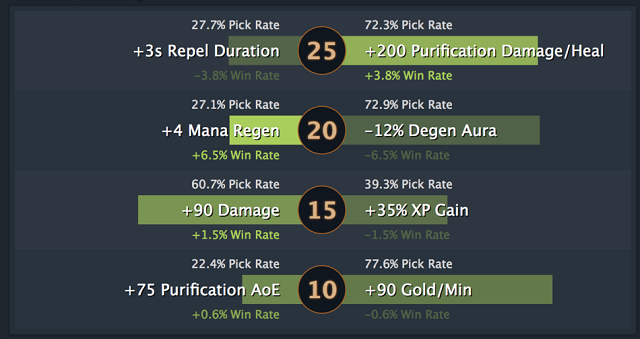 27.7% Pick Rate 72.3% Pick Rate
+3s Repel Duration 25 +200 Purification Damage/Heal
-3.8% Win Rate +3.8% Win Rate
27.1% Pick Rate 72.9% Pick Rate
+4 Mana Regen 20 -12% Degen Aura
+6.5% Win Rate -6.5% Win Rate
60.7% Pick Rate 39.3% Pick Rate
+90 Damage 15 +35% XP Gain
+1.5% Win Rate -1.5% Win Rate
22.4% Pick Rate 77.6% Pick Rate
+75 Purification AoE 10 +90 Gold/Min
+0.6% Win Rate -0.6% Win Rate